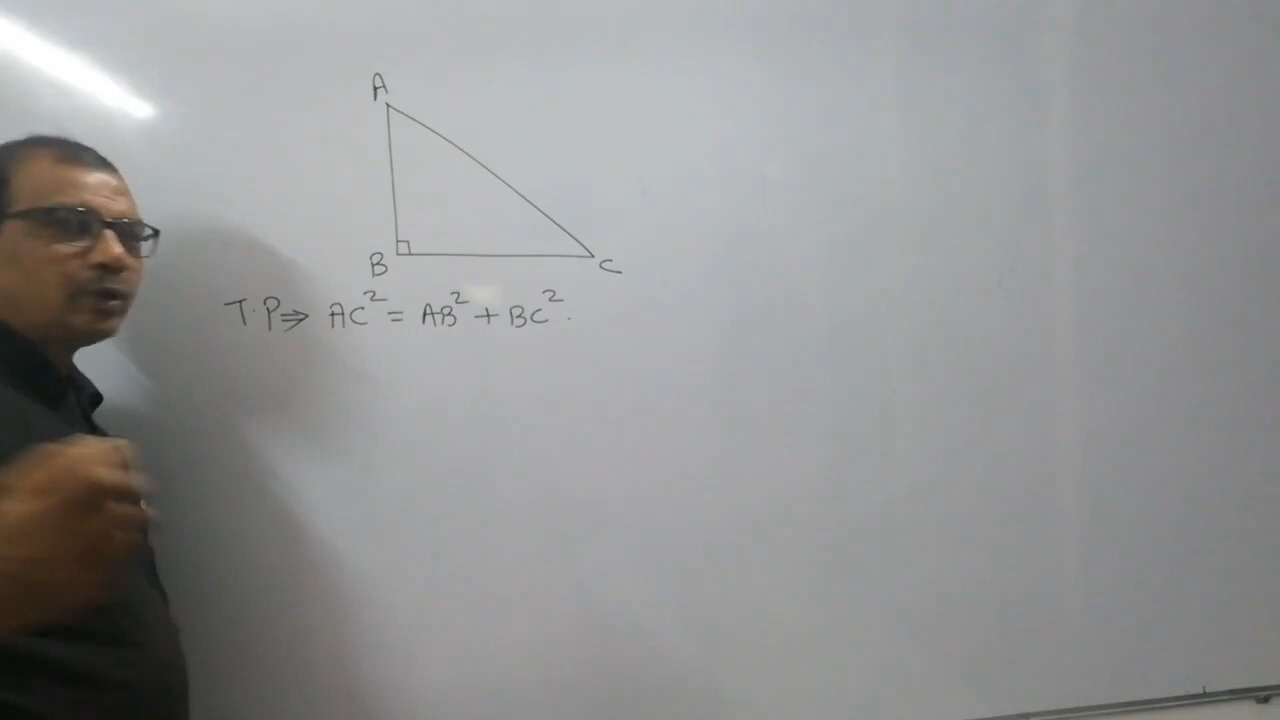 A
B
C
T.P⇒ AC² = AB² + BC².